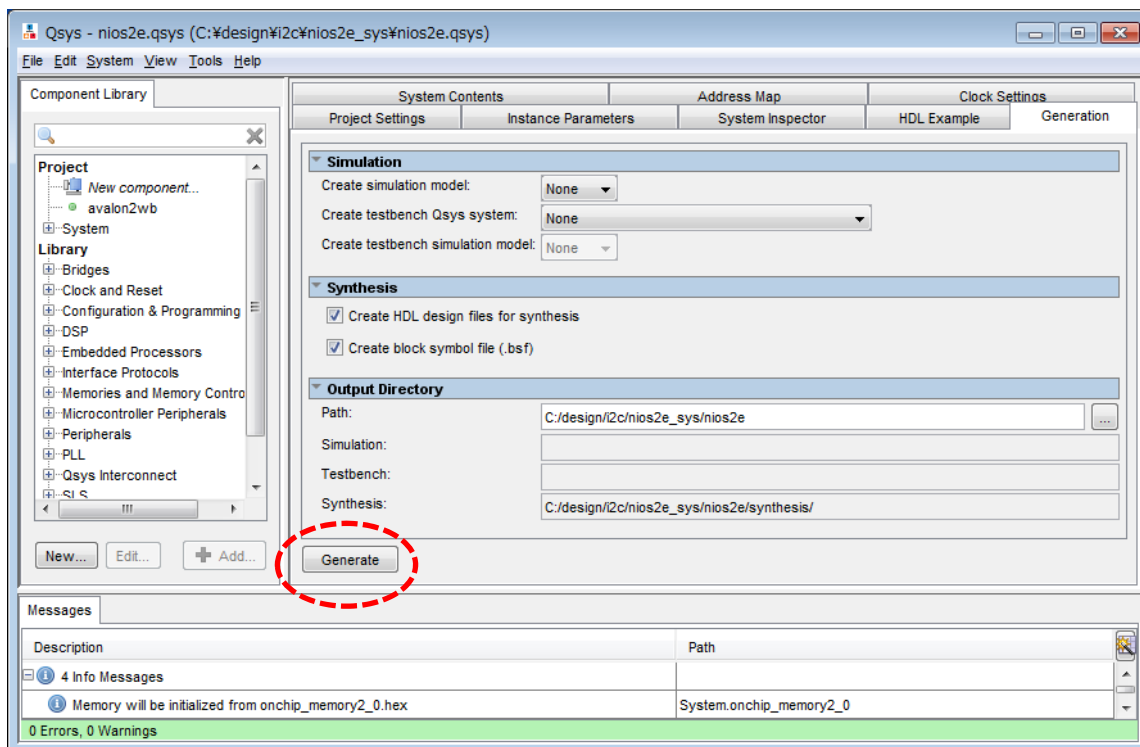 Qsys - nios2e.qsys (C:¥design¥i2c¥nios2e_sys¥nios2e.qsys)
File Edit System View Tools Help
Component Library
Project
New component...
avalon2wb
System
Library
Bridges
Clock and Reset
Configuration & Programming
DSP
Embedded Processors
Interface Protocols
Memories and Memory Contro
Microcontroller Peripherals
Peripherals
PLL
Qsys Interconnect
SLS
New... Edit... Add...
System Contents Address Map Clock Settings
Project Settings Instance Parameters System Inspector HDL Example Generation
Simulation
Create simulation model: None
Create testbench Qsys system: None
Create testbench simulation model: None
Synthesis
Create HDL design files for synthesis
Create block symbol file (.bsf)
Output Directory
Path: C:/design/i2c/nios2e_sys/nios2e ...
Simulation:
Testbench:
Synthesis: C:/design/i2c/nios2e_sys/nios2e/synthesis/
Generate
Messages
Description Path
4 Info Messages
Memory will be initialized from onchip_memory2_0.hex System.onchip_memory2_0
0 Errors, 0 Warnings